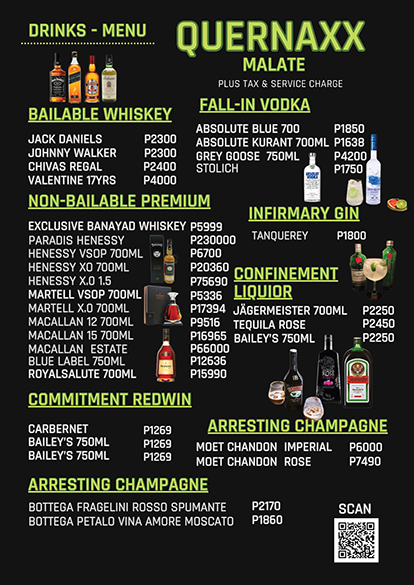 DRINKS - MENU
QUERNAXX
MALATE
PLUS TAX & SERVICE CHARGE
BAILABLE WHISKEY
JACK DANIELS P2300
JOHNNY WALKER P2300
CHIVAS REGAL P2400
VALENTINE 17YRS P4000
FALL-IN VODKA
ABSOLUTE BLUE 700 P1850
ABSOLUTE KURANT 700ML P1638
GREY GOOSE 750ML P4200
STOLICH P1750
NON-BAILABLE PREMIUM
EXCLUSIVE BANAYAD WHISKEY P5999
PARADIS HENESSY P230000
HENESSY VSOP 700ML P6700
HENESSY XO 700ML P20360
HENESSY X.O 1.5 P75690
MARTELL VSOP 700ML P5336
MARTELL X.O 700ML P17394
MACALLAN 12 700ML P9516
MACALLAN 15 700ML P16965
MACALLAN ESTATE P66000
BLUE LABEL 750ML P12636
ROYALSALUTE 700ML P15990
INFIRMARY GIN
TANQUEREY P1800
CONFINEMENT
LIQUIOR
JÄGERMEISTER 700ML P2250
TEQUILA ROSE P2450
BAILEY'S 750ML P2250
COMMITMENT REDWIN
CARBERNET P1269
BAILEY'S 750ML P1269
BAILEY'S 750ML P1269
ARRESTING CHAMPAGNE
MOET CHANDON IMPERIAL P6000
MOET CHANDON ROSE P7490
ARRESTING CHAMPAGNE
BOTTEGA FRAGELINI ROSSO SPUMANTE P2170
BOTTEGA PETALO VINA AMORE MOSCATO P1860
SCAN